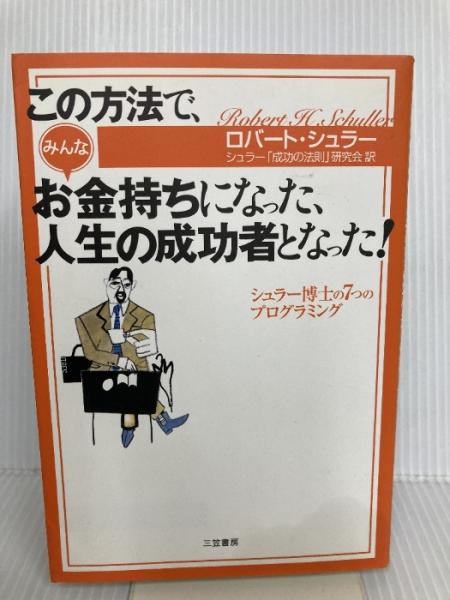 この方法で、
Robert H. Schuller
ロバート・シュラー
シュラー「成功の法則」研究会 訳
みんな
お金持ちになった、
人生の成功者となった!
シュラー博士の7つの
プログラミング
三笠書房